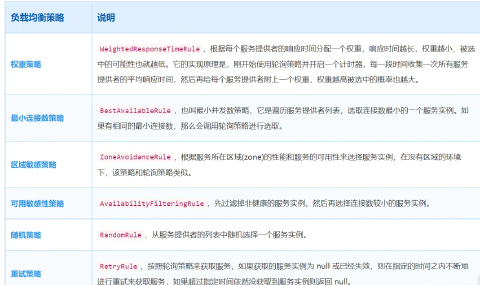 负载均衡策略 说明
WeightedResponseTimeRule，根据每个服务提供者的响应时间分配一个权重，响应时间越长，权重越小，被选
中的可能性也就越低。它的实现原理是，刚开始使用轮询策略并开启一个计时器，每一段时间收集一次所有服务
权重策略
提供者的平均响应时间，然后再给每个服务提供者附上一个权重，权重越高被选中的概率也越大。
BestAvailableRule，也叫最小并发数策略，它是遍历服务提供者列表，选取连接数最小的一个服务实例。如
最小连接数策略
果有相同的最小连接数，那么会调用轮询策略进行选取。
ZoneAvoidanceRule，根据服务所在区域(zone)的性能和服务的可用性来选择服务实例，在没有区域的环境
区域敏感策略
下，该策略和轮询策略类似。
可用敏感性策略 AvailabilityFilteringRule，先过滤掉非健康的服务实例，然后再选择连接数较小的服务实例。
随机策略 RandomRule，从服务提供者的列表中随机选择一个服务实例。
RetryRule，按照轮询策略来获取服务，如果获取的服务实例为 null 或已经失效，则在指定的时间之内不断地
重试策略
进行重试来获取服务，如果超过指定时间依然没获取到服务实例则返回 null。